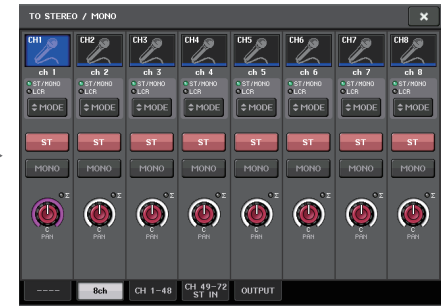 TO STEREO / MONO ×
CH1 CH2 CH3 CH4 CH5 CH6 CH7 CH8
ch 1 ch 2 ch 3 ch 4 ch 5 ch 6 ch 7 ch 8
ST/MONO ST/MONO ST/MONO ST/MONO ST/MONO ST/MONO ST/MONO ST/MONO
LCR LCR LCR LCR LCR LCR LCR LCR
MODE MODE MODE MODE MODE MODE MODE MODE
ST ST ST ST ST ST ST ST
MONO MONO MONO MONO MONO MONO MONO MONO
Σ Σ Σ Σ Σ Σ Σ Σ
C C C C C C C C
PAN PAN PAN PAN PAN PAN PAN PAN
---- 8ch CH 1-48 CH 49-72 ST IN OUTPUT